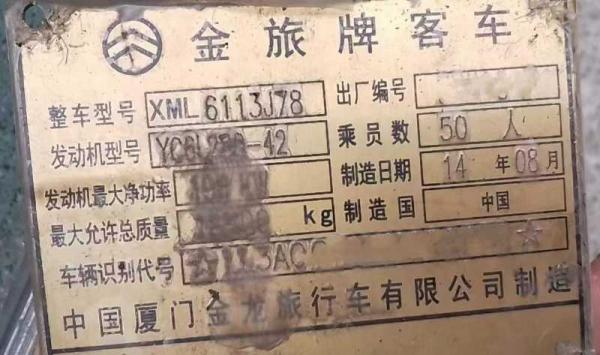 金旅牌客车
整车型号 XML6113J78 出厂编号
发动机型号 -42 乘员数 50 人
发动机最大净功率 制造日期 14 年 08 月
最大允许总质量 kg 制造国 中国
车辆识别代号
中国厦门金龙旅行车有限公司制造